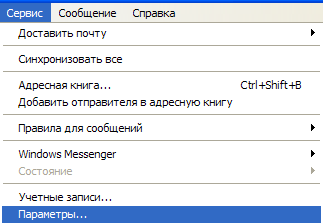 Сервис Сообщение Справка
Доставить почту
Синхронизовать все
Адресная книга... Ctrl+Shift+B
Добавить отправителя в адресную книгу
Правила для сообщений
Windows Messenger
Состояние
Учетные записи...
Параметры...